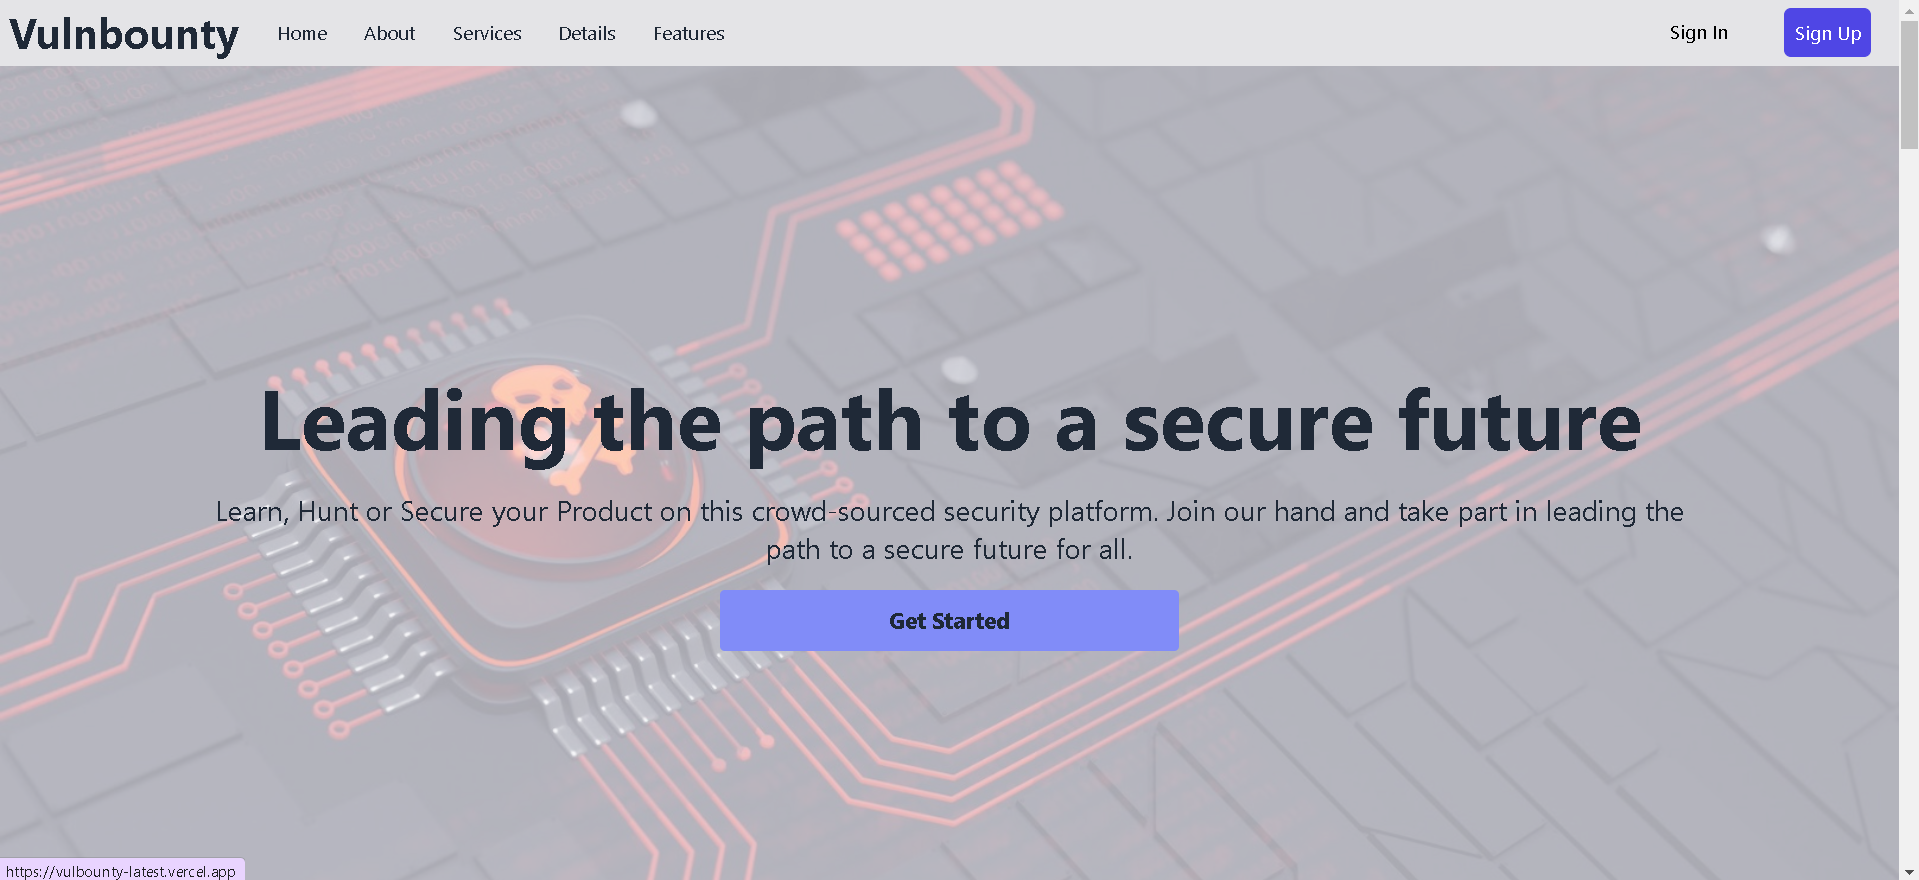 Vulnbounty
Home
About
Services
Details
Features
Sign In
Sign Up
Leading the path to a secure future
Learn, Hunt or Secure your Product on this crowd-sourced security platform. Join our hand and take part in leading the
path to a secure future for all.
Get Started
https://vulbounty-latest.vercel.app